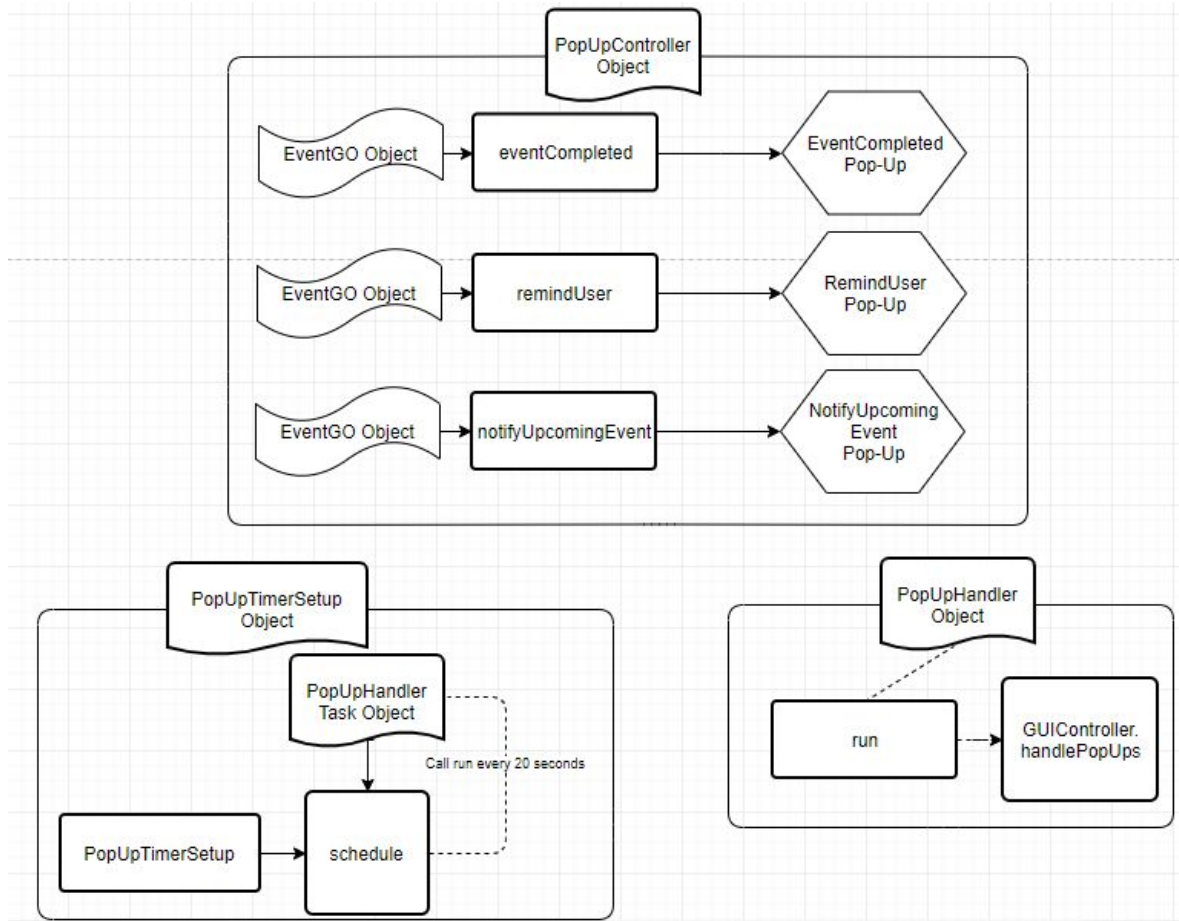 PopUpController
Object
EventGO Object
eventCompleted
EventCompleted
Pop-Up
EventGO Object
remindUser
RemindUser
Pop-Up
EventGO Object
notifyUpcomingEvent
NotifyUpcoming
Event
Pop-Up
PopUpTimerSetup
Object
PopUpHandler
Task Object
Call run every 20 seconds
PopUpTimerSetup
schedule
PopUpHandler
Object
run
GUIController.
handlePopUps